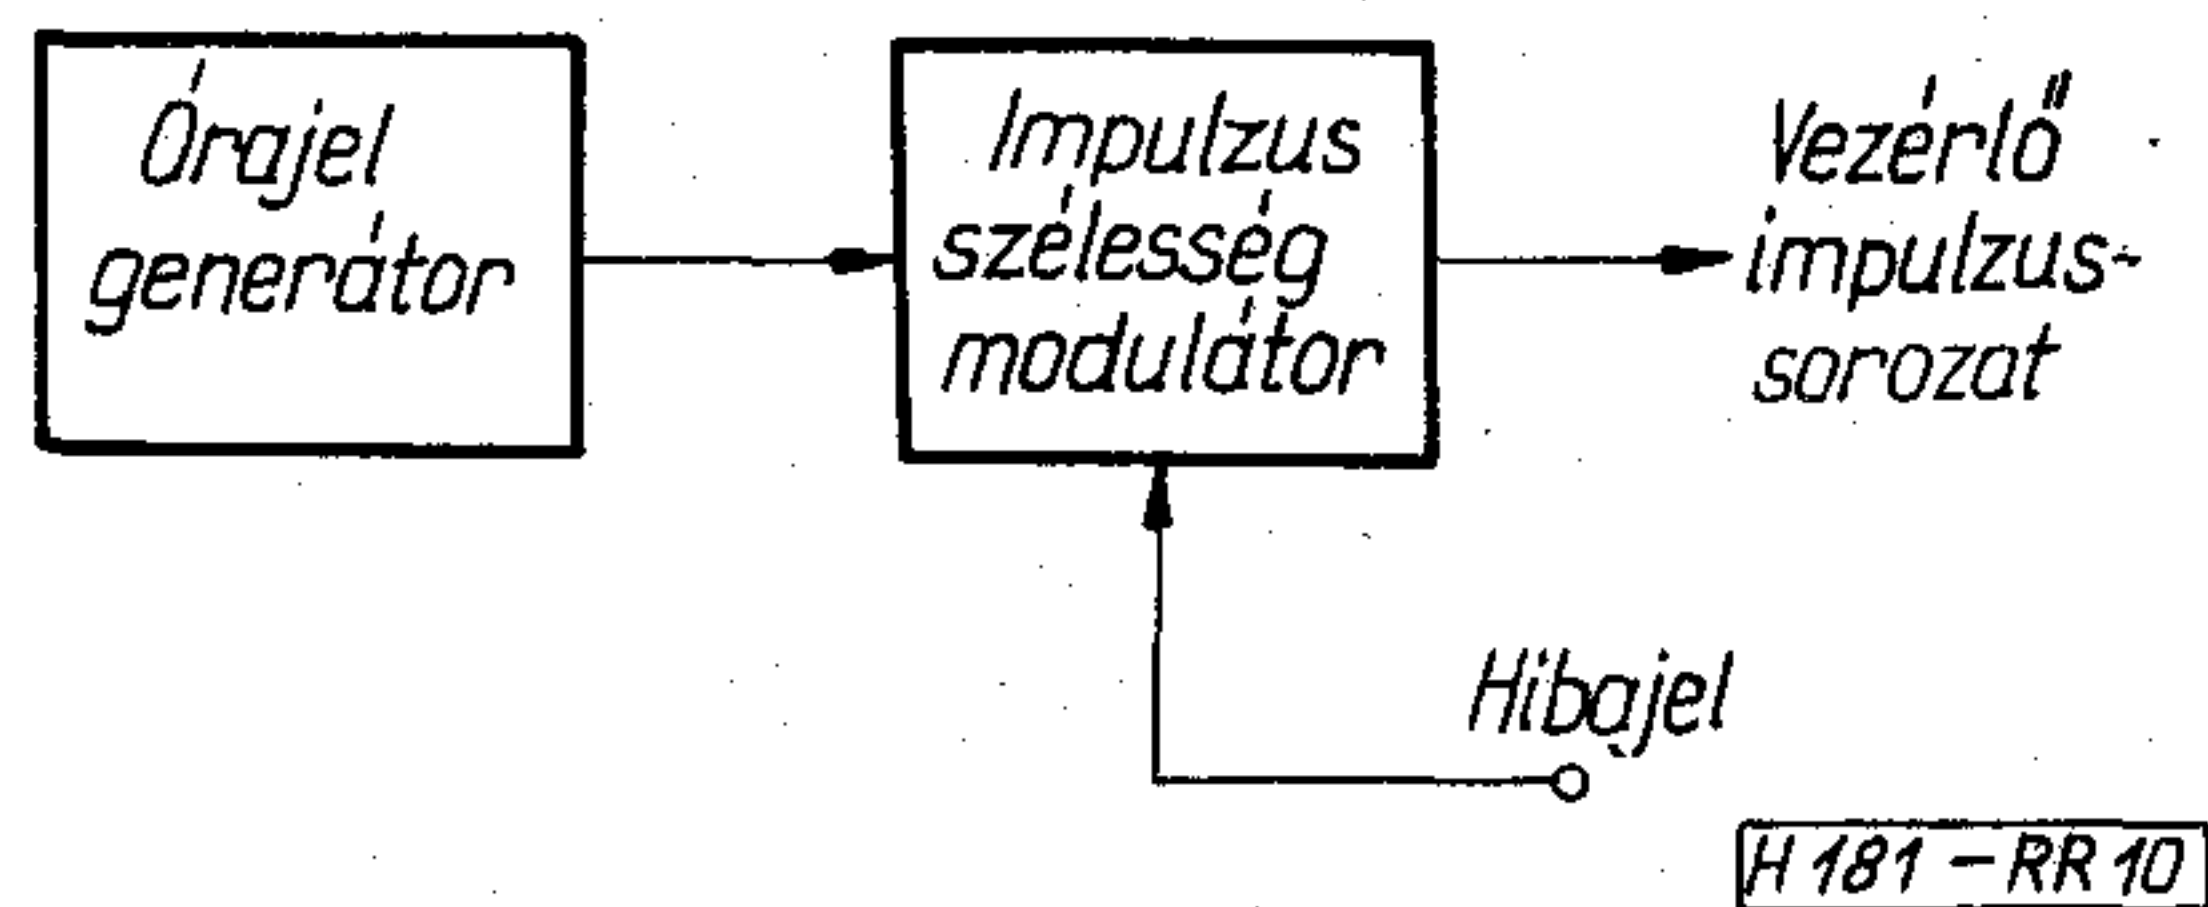 Órajel
generátor
Impulzus
szélesség
modulátor
Vezérlő
impulzus-
sorozat
Hibajel
H 181 - RR 10